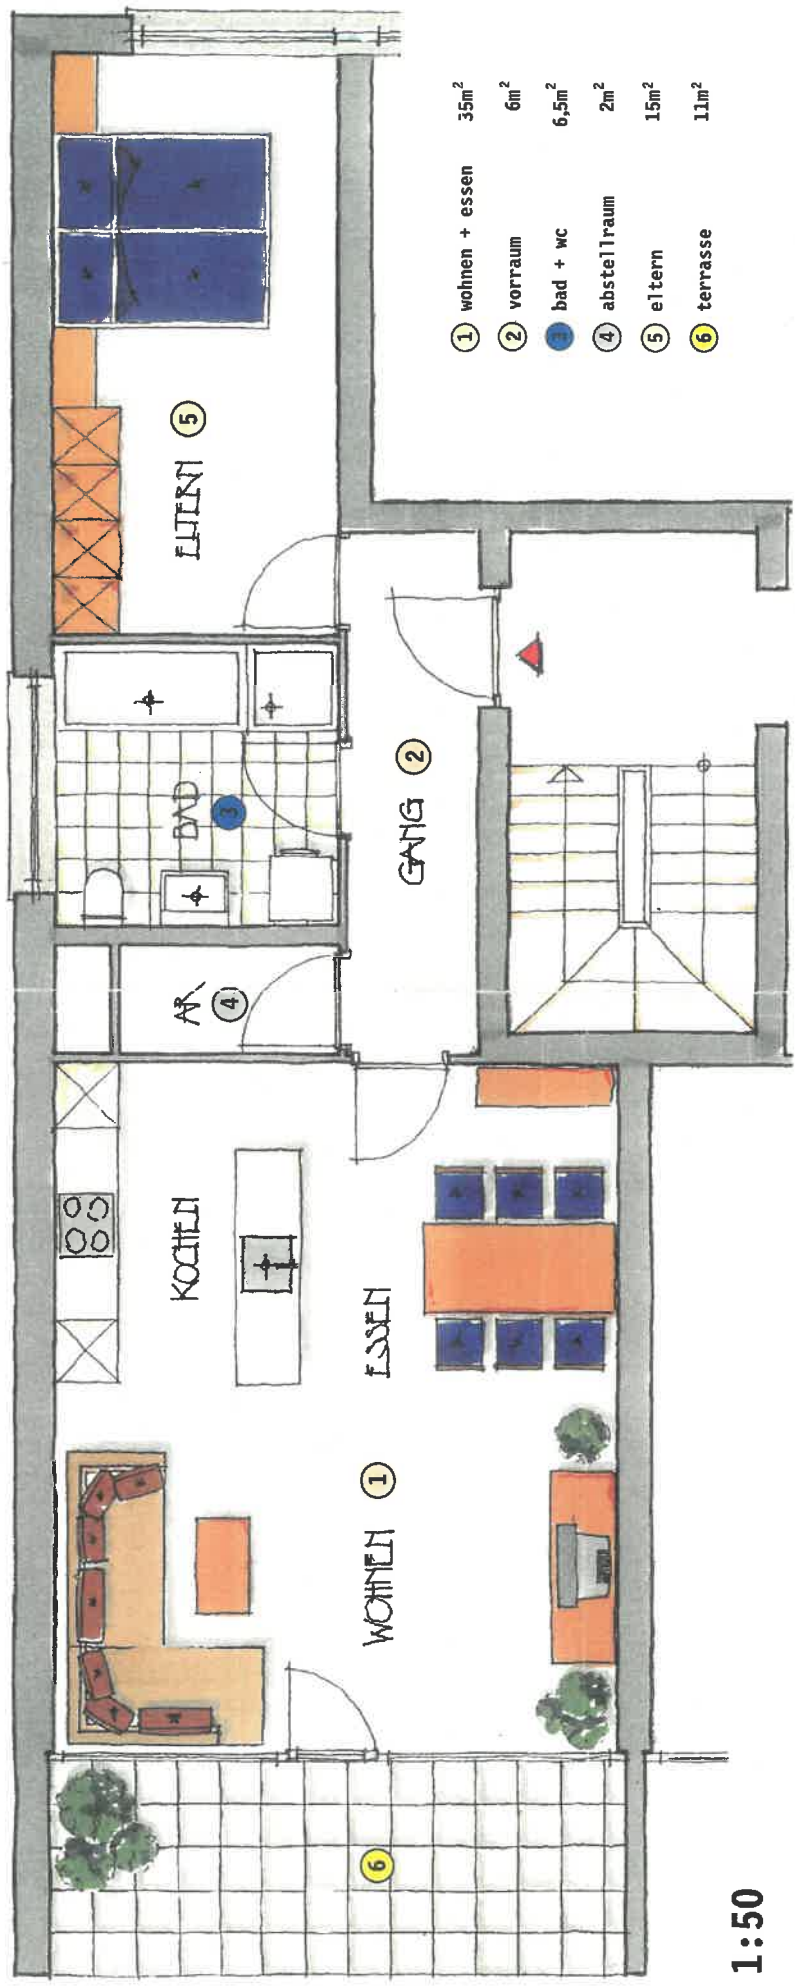 1 wohnen + essen 35m²
2 vorraum 6m²
3 bad + wc 6,5m²
4 abstellraum 2m²
5 eltern 15m²
6 terrasse 11m²
ELTERN 5
BAD 3
GANG 2
AR 4
KOCHEN
ESSEN
WOHNEN 1
6
1:50